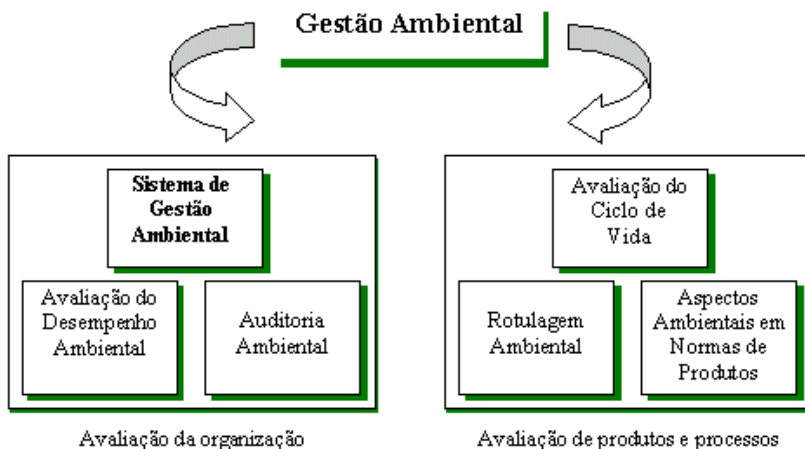 Gestão Ambiental
Sistema de
Gestão
Ambiental
Avaliação do
Desempenho
Ambiental
Auditoria
Ambiental
Avaliação da organização
Avaliação do
Ciclo de
Vida
Rotulagem
Ambiental
Aspectos
Ambientais em
Normas de
Produtos
Avaliação de produtos e processos